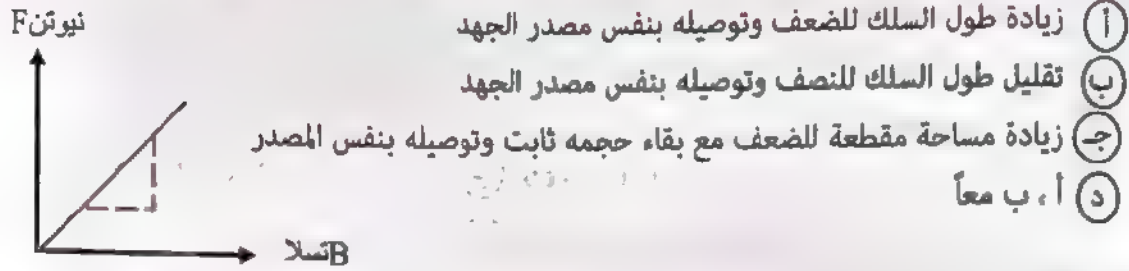 أ زيادة طول السلك للضعف وتوصيله بنفس مصدر الجهد
ب تقليل طول السلك للنصف وتوصيله بنفس مصدر الجهد
جـ زيادة مساحة مقطعة للضعف مع بقاء حجمه ثابت وتوصيله بنفس المصدر
د أ ، ب معاً
نيوتن F
B تسلا